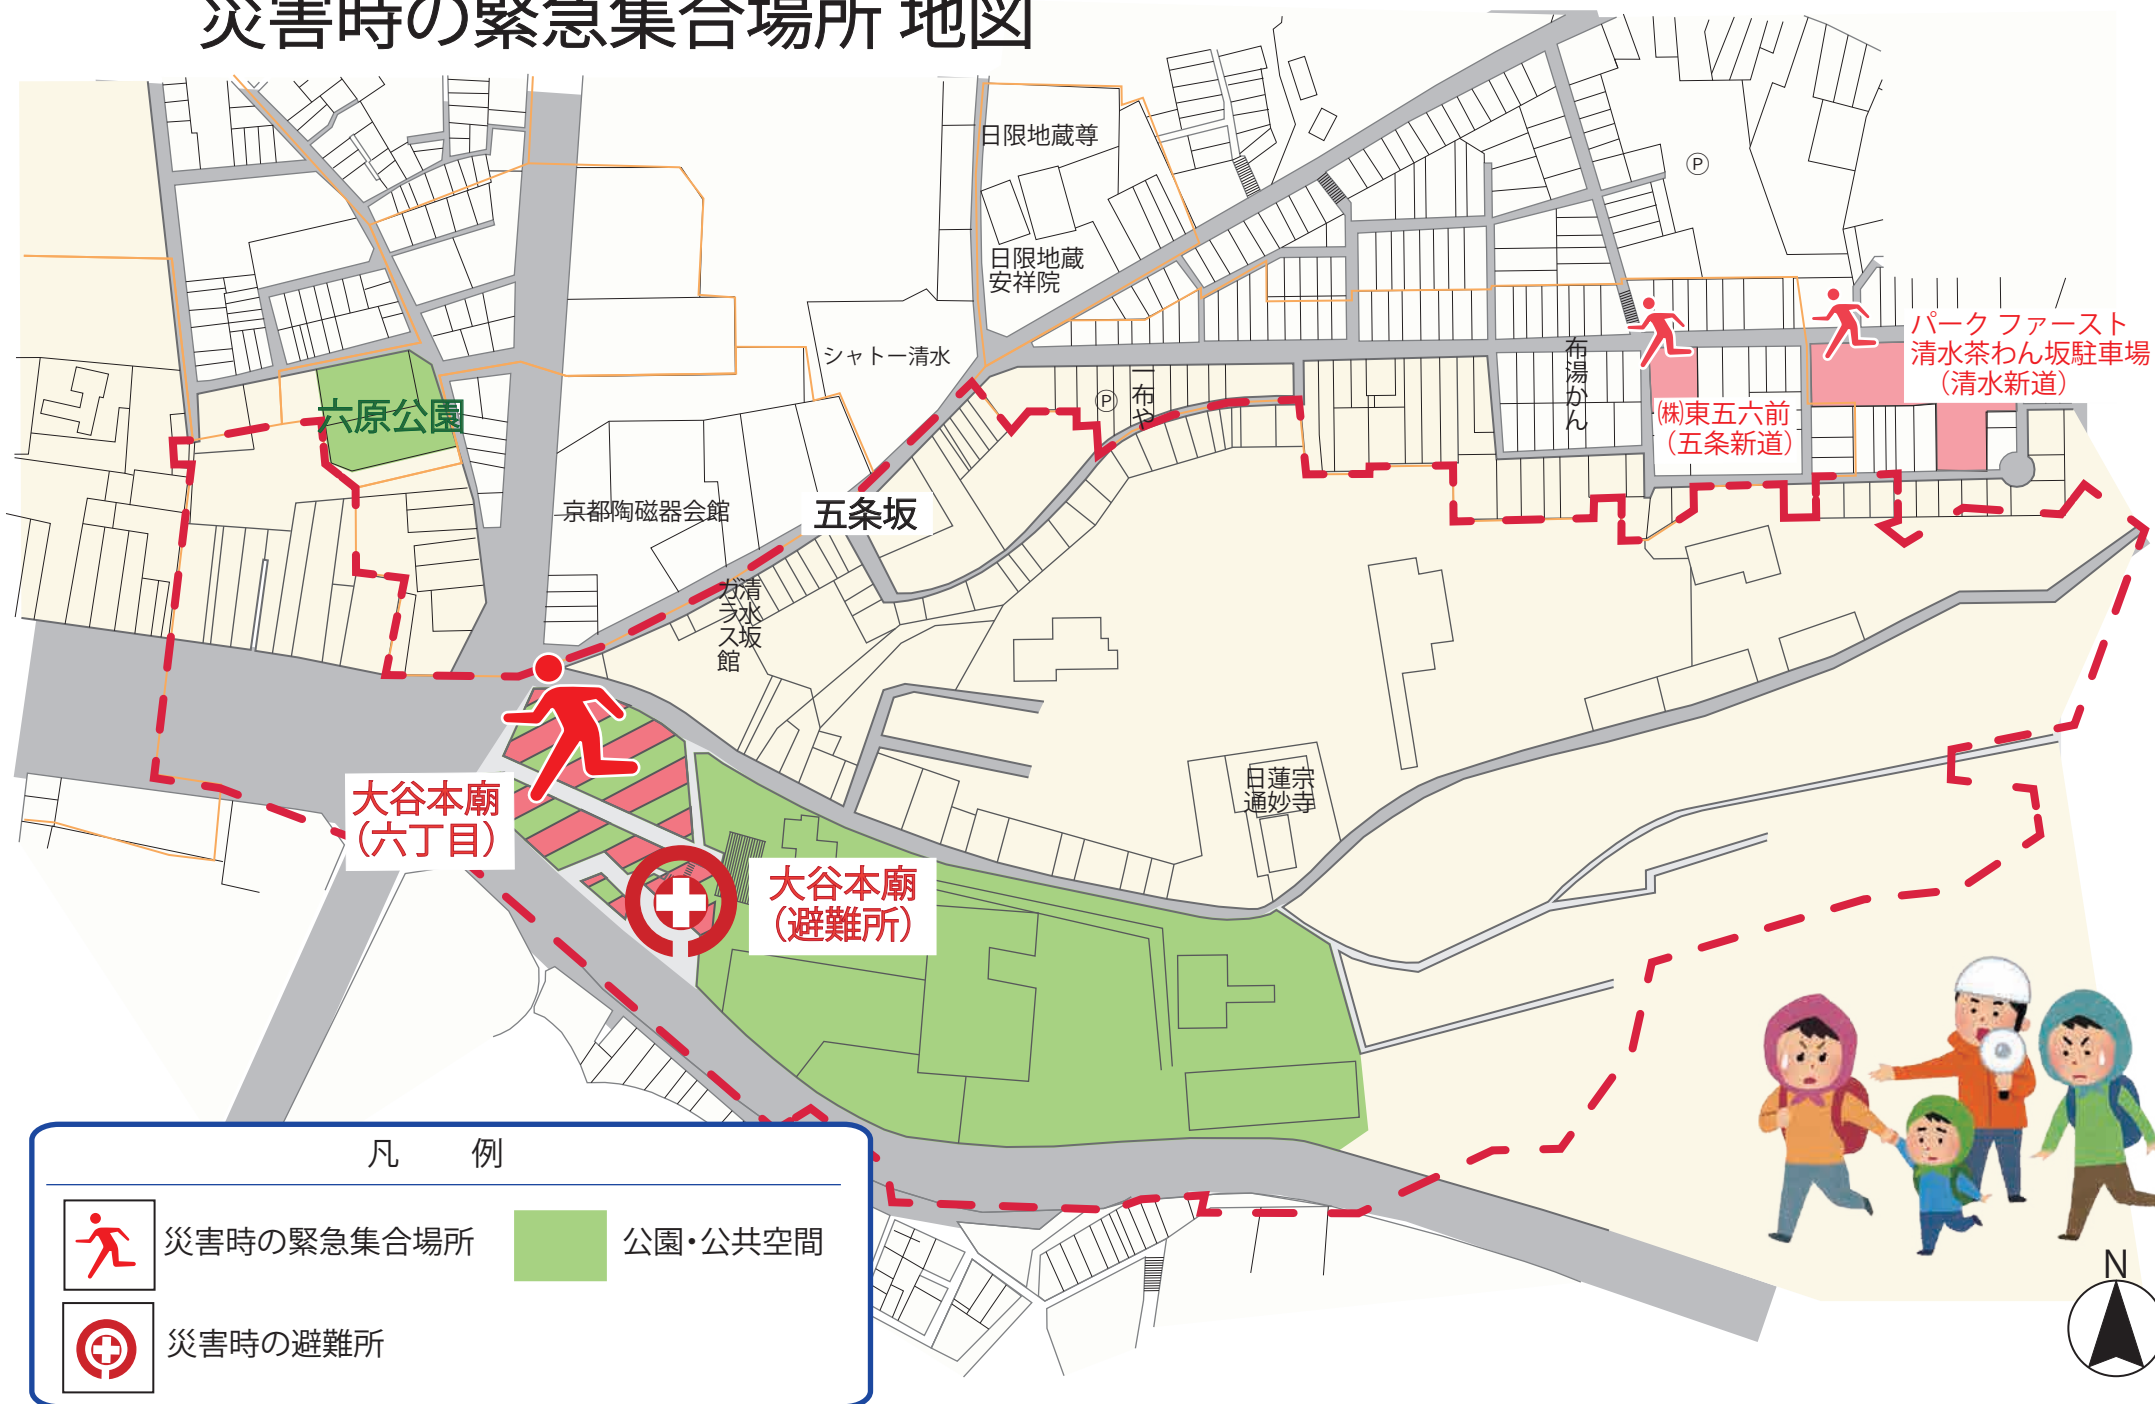 災害時の緊急集合場所 地図
日限地蔵尊
Ⓟ
日限地蔵
安祥院
パーク ファースト
清水茶わん坂駐車場
（清水新道）
シャトー清水
布湯かん
一布や
Ⓟ
六原公園
㈱東五六前
（五条新道）
京都陶磁器会館
五条坂
清水坂
ガラス館
大谷本廟
（六丁目）
日蓮宗
通妙寺
大谷本廟
（避難所）
凡 例
災害時の緊急集合場所
公園・公共空間
災害時の避難所
N